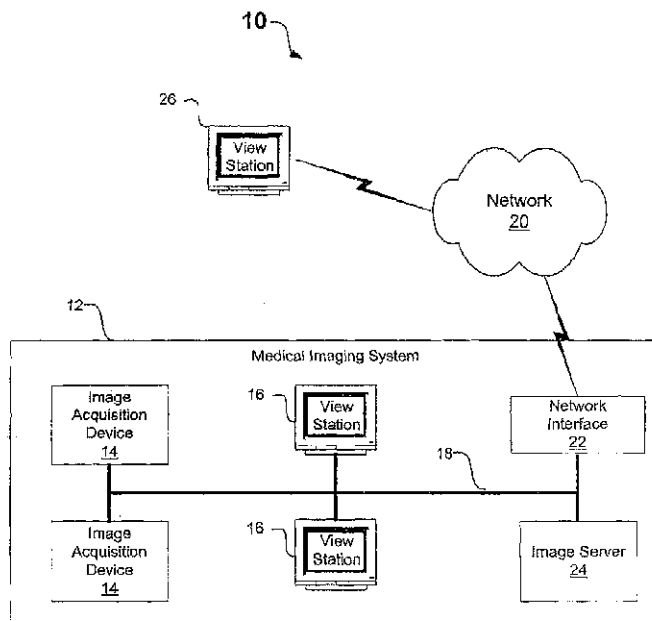 10
26
View
Station
Network
20
12
Medical Imaging System
Image
Acquisition
Device
14
16
View
Station
Network
Interface
22
18
Image
Acquisition
Device
14
16
View
Station
Image Server
24